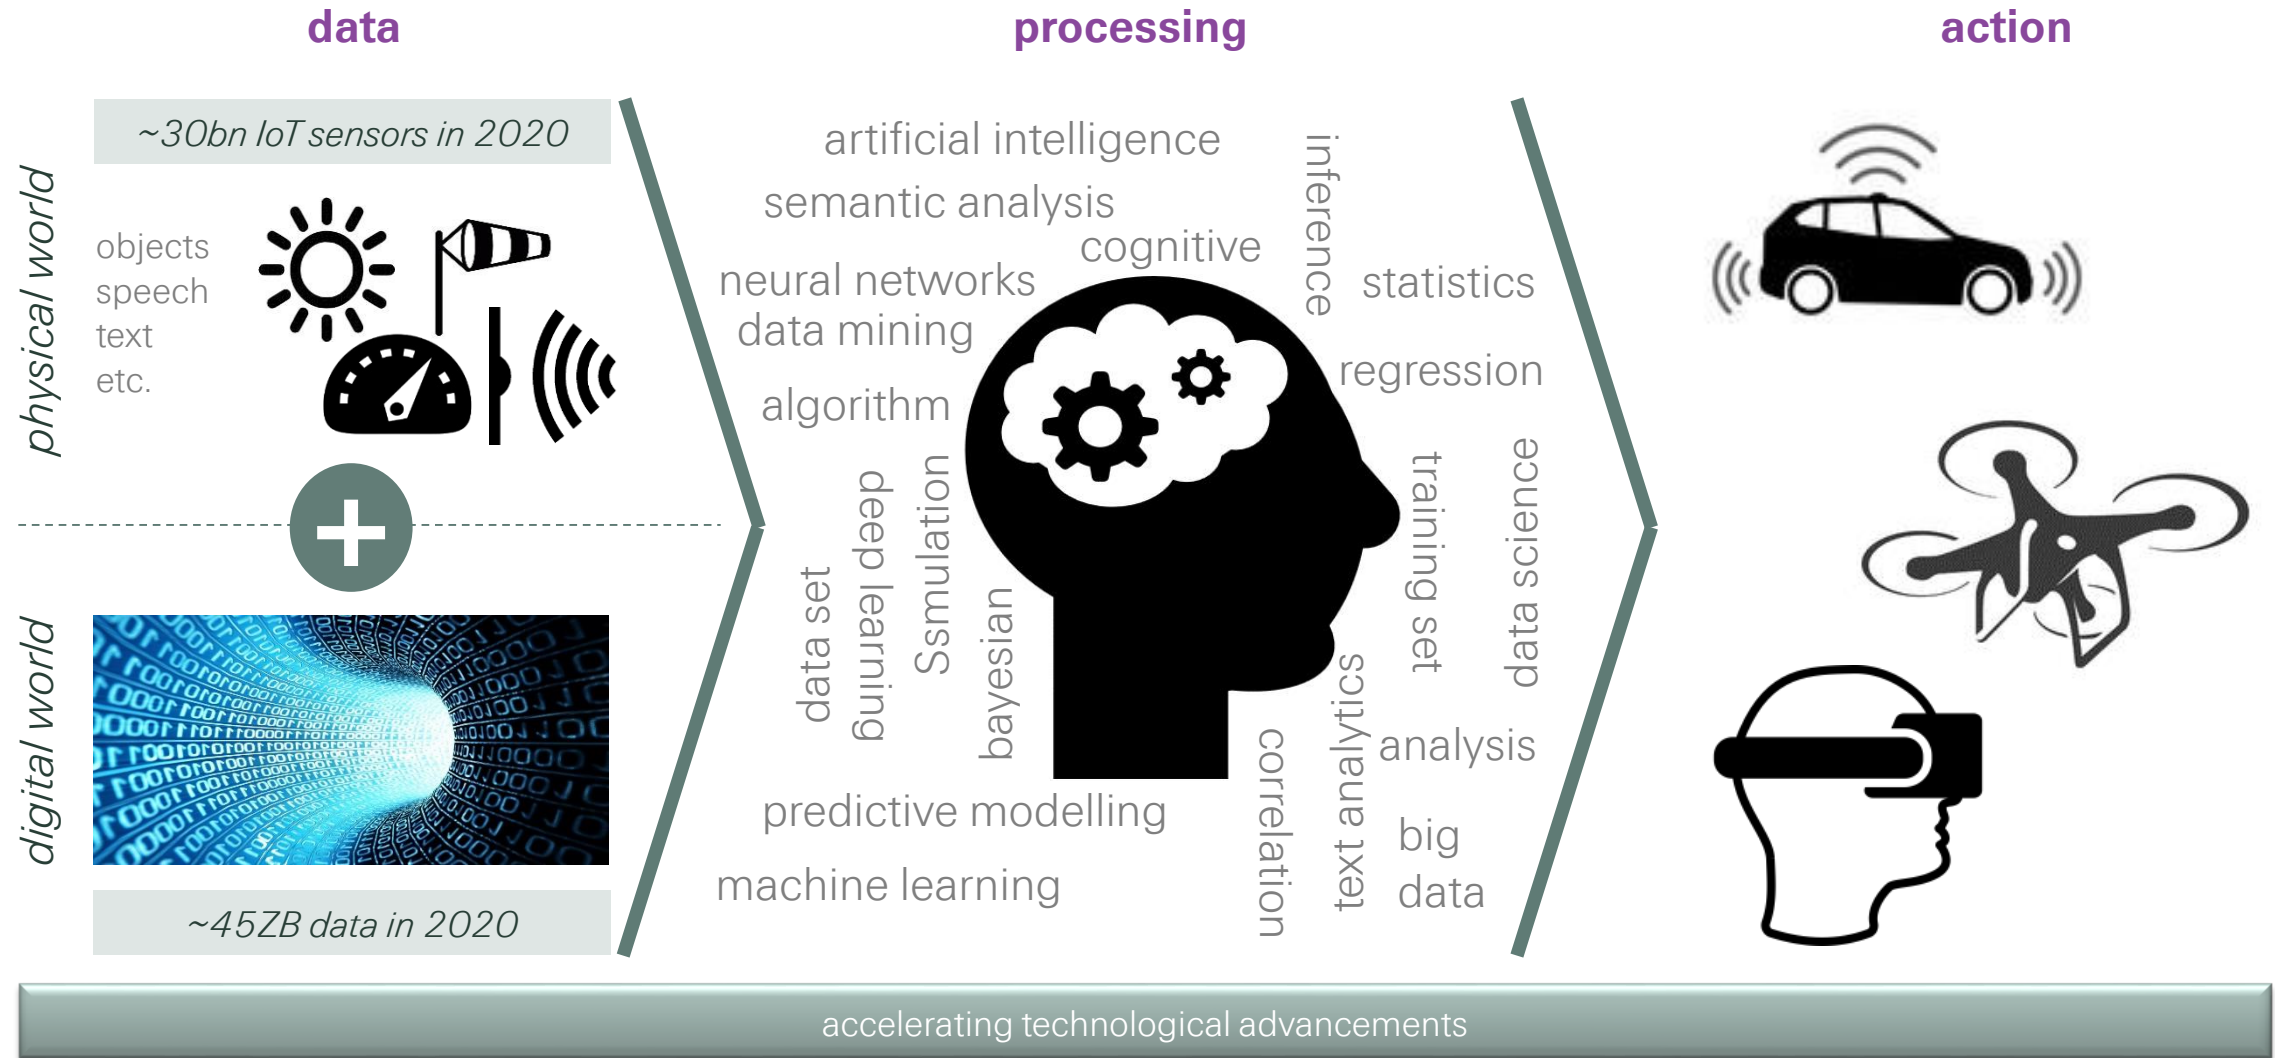 data
processing
action
physical world
~30bn IoT sensors in 2020
objects
speech
text
etc.
digital world
~45ZB data in 2020
artificial intelligence
semantic analysis
cognitive
inference
neural networks
statistics
data mining
regression
algorithm
data set
deep learning
Ssmulation
bayesian
training set
data science
predictive modelling
machine learning
correlation
text analytics
analysis
big
data
accelerating technological advancements